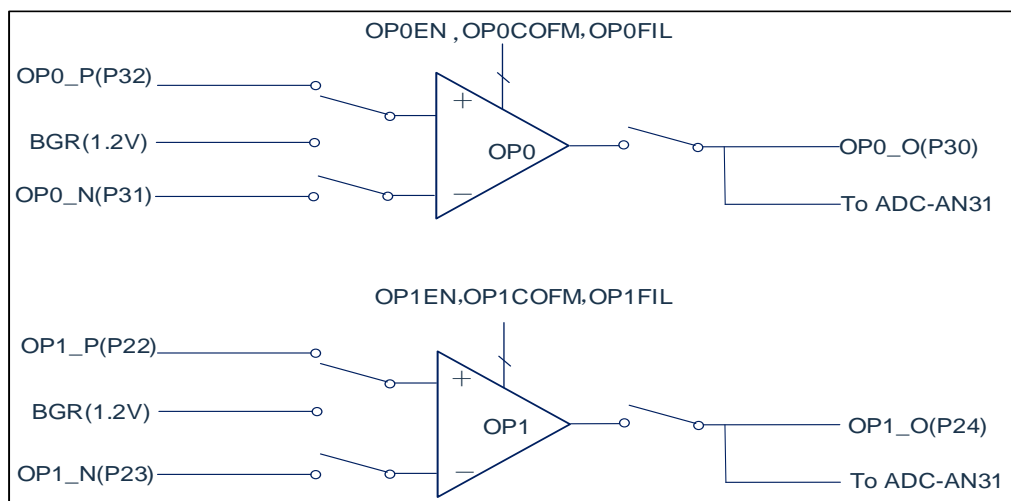 OP0EN ,OP0COFM,OP0FIL
OP0_P(P32)
+
BGR(1.2V)
OP0
OP0_O(P30)
OP0_N(P31)
−
To ADC-AN31
OP1EN,OP1COFM,OP1FIL
OP1_P(P22)
+
BGR(1.2V)
OP1
OP1_O(P24)
OP1_N(P23)
−
To ADC-AN31